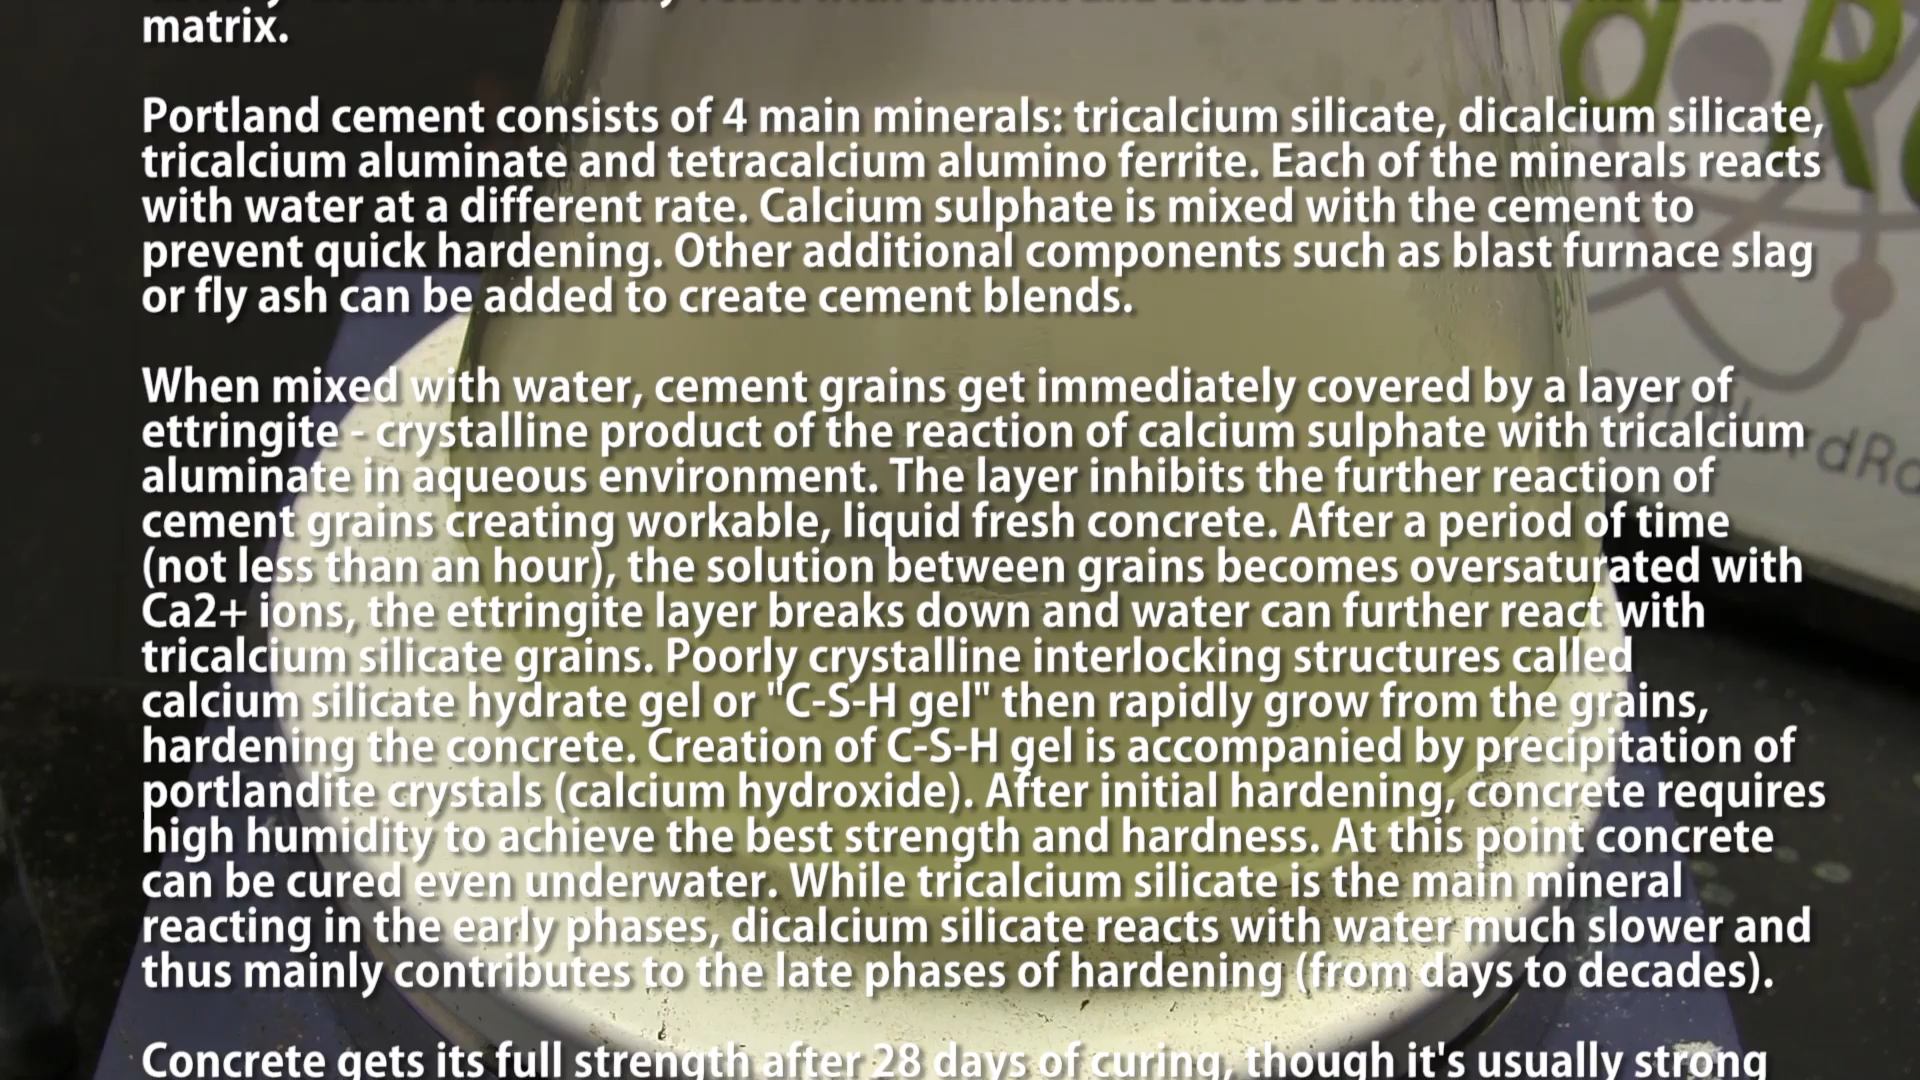 matrix.
Portland cement consists of 4 main minerals: tricalcium silicate, dicalcium silicate,
tricalcium aluminate and tetracalcium alumino ferrite. Each of the minerals reacts
with water at a different rate. Calcium sulphate is mixed with the cement to
prevent quick hardening. Other additional components such as blast furnace slag
or fly ash can be added to create cement blends.
When mixed with water, cement grains get immediately covered by a layer of
ettringite - crystalline product of the reaction of calcium sulphate with tricalcium
aluminate in aqueous environment. The layer inhibits the further reaction of
cement grains creating workable, liquid fresh concrete. After a period of time
(not less than an hour), the solution between grains becomes oversaturated with
Ca2+ ions, the ettringite layer breaks down and water can further react with
tricalcium silicate grains. Poorly crystalline interlocking structures called
calcium silicate hydrate gel or "C-S-H gel" then rapidly grow from the grains,
hardening the concrete. Creation of C-S-H gel is accompanied by precipitation of
portlandite crystals (calcium hydroxide). After initial hardening, concrete requires
high humidity to achieve the best strength and hardness. At this point concrete
can be cured even underwater. While tricalcium silicate is the main mineral
reacting in the early phases, dicalcium silicate reacts with water much slower and
thus mainly contributes to the late phases of hardening (from days to decades).
Concrete gets its full strength after 28 days of curing, though it's usually strong